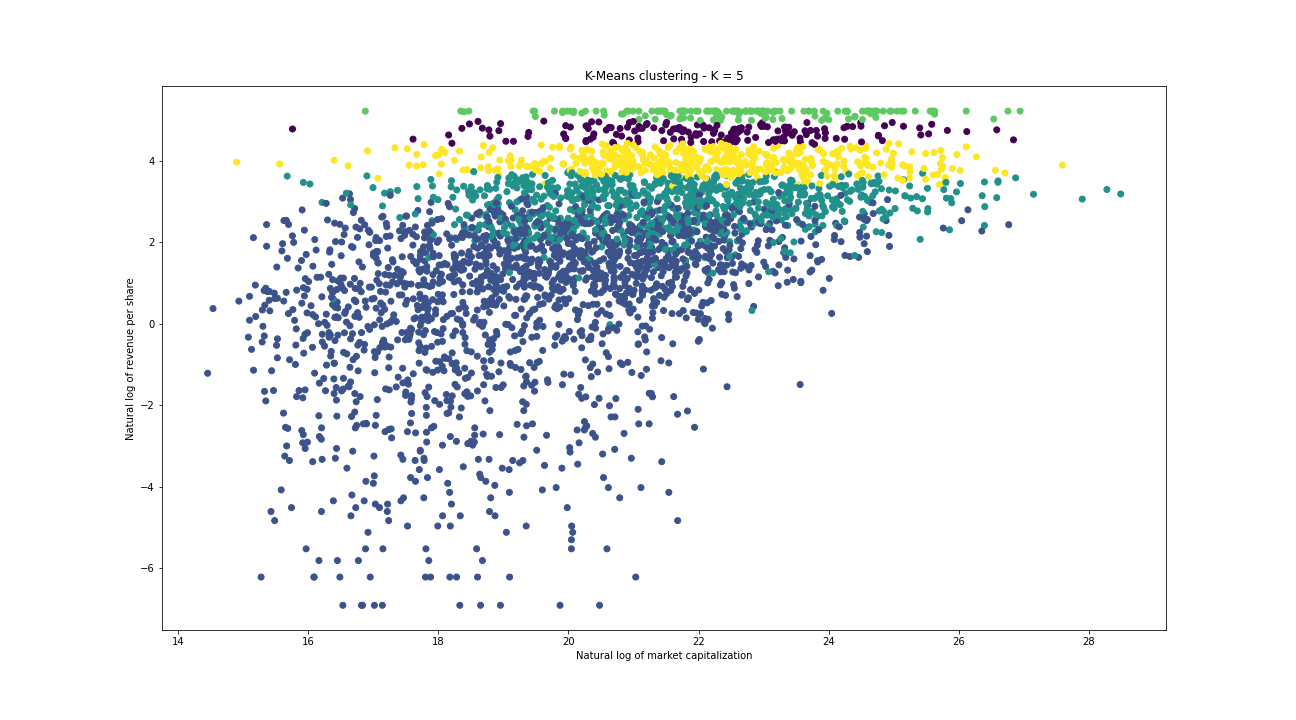 K-Means clustering - K = 5
4
2
0
−2
−4
−6
Natural log of revenue per share
14 16 18 20 22 24 26 28
Natural log of market capitalization